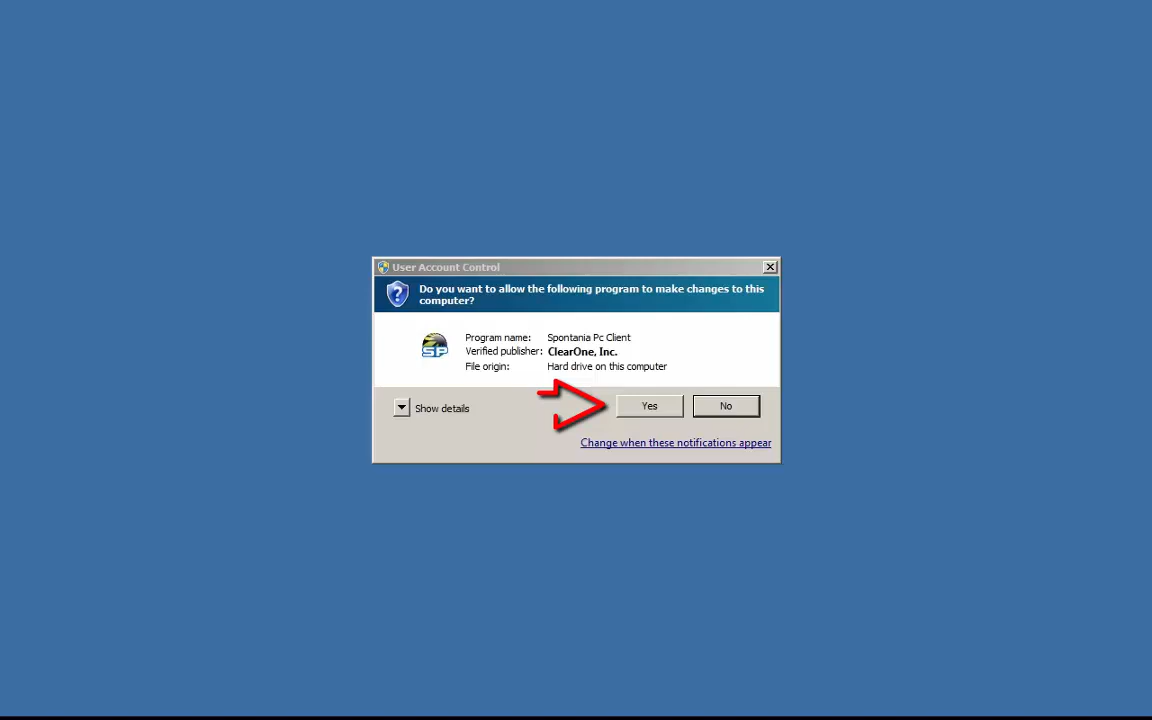 User Account Control
Do you want to allow the following program to make changes to this
computer?
SP
Program name: Spontania Pc Client
Verified publisher: ClearOne, Inc.
File origin: Hard drive on this computer
Show details
Yes
No
Change when these notifications appear